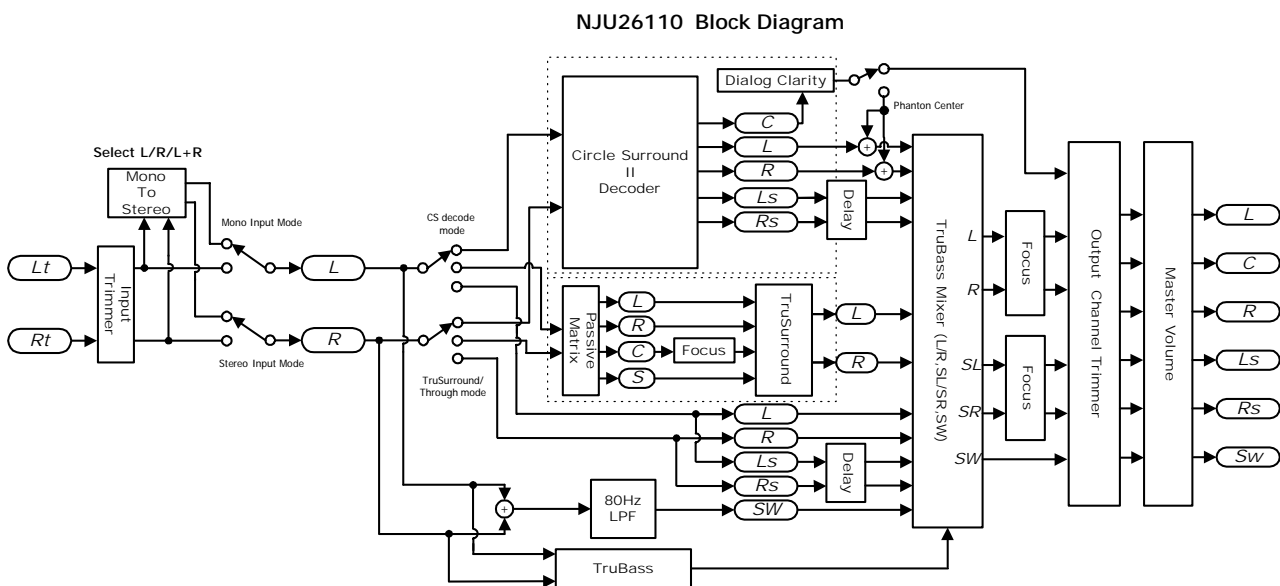 NJU26110 Block Diagram
Select L/R/L+R
Mono
To
Stereo
Mono Input Mode
Lt
Rt
Input
Trimmer
Stereo Input Mode
L
R
CS decode
mode
TruSurround/
Through mode
Circle Surround
II
Decoder
Dialog Clarity
C
L
R
Ls
Rs
Delay
Phanton Center
Passive
Matrix
L
R
C
S
Focus
TruSurround
L
R
L
R
Ls
Rs
SW
Delay
80Hz
LPF
TruBass
TruBass Mixer (L/R,SL/SR,SW)
L
R
SL
SR
SW
Focus
Focus
Output Channel Trimmer
Master Volume
L
C
R
Ls
Rs
Sw
+
+
+